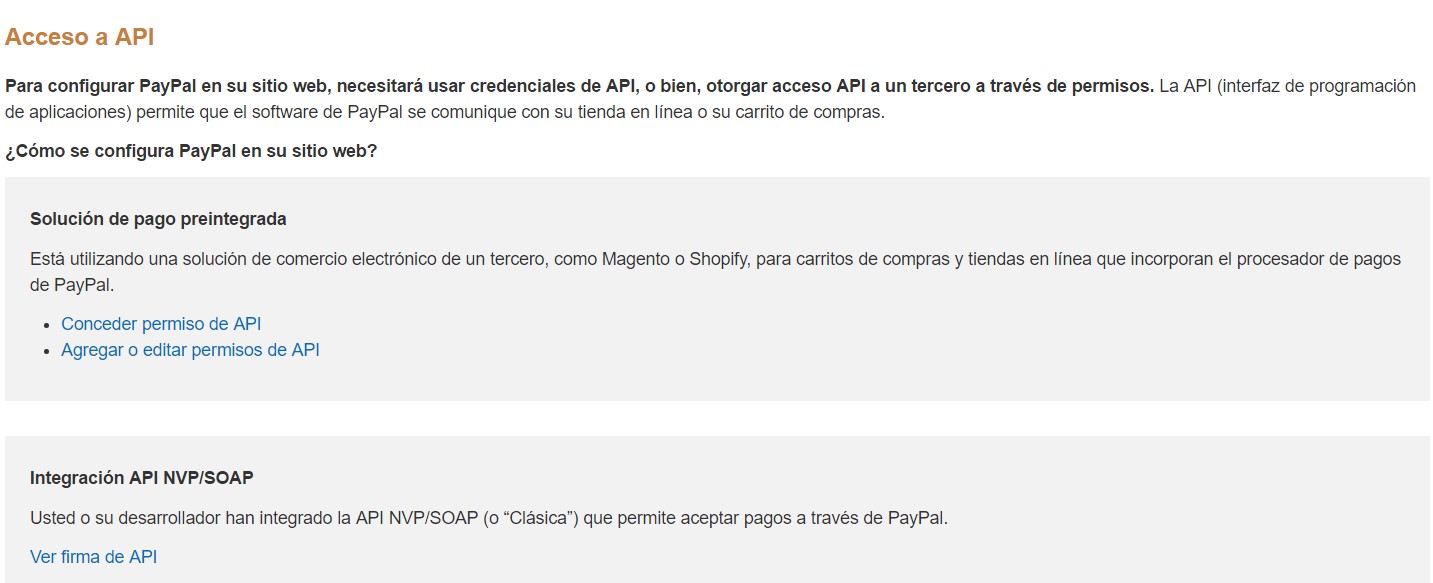 Acceso a API
Para configurar PayPal en su sitio web, necesitará usar credenciales de API, o bien, otorgar acceso API a un tercero a través de permisos. La API (interfaz de programación
de aplicaciones) permite que el software de PayPal se comunique con su tienda en línea o su carrito de compras.
¿Cómo se configura PayPal en su sitio web?
Solución de pago preintegrada
Está utilizando una solución de comercio electrónico de un tercero, como Magento o Shopify, para carritos de compras y tiendas en línea que incorporan el procesador de pagos
de PayPal.
• Conceder permiso de API
• Agregar o editar permisos de API
Integración API NVP/SOAP
Usted o su desarrollador han integrado la API NVP/SOAP (o “Clásica”) que permite aceptar pagos a través de PayPal.
Ver firma de API